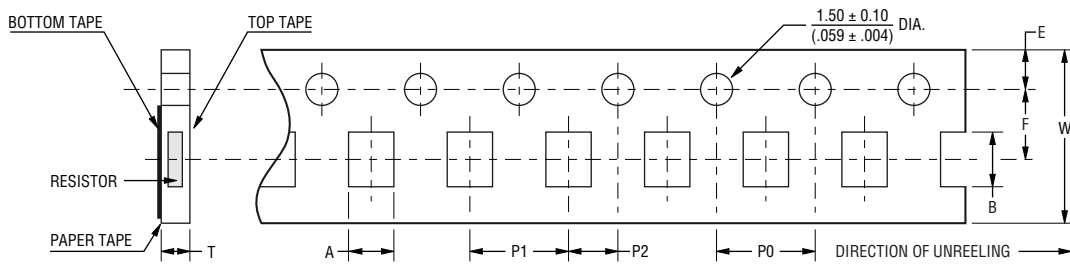 BOTTOM TAPE
TOP TAPE
1.50 ± 0.10
(.059 ± .004)
DIA.
E
F
W
RESISTOR
B
PAPER TAPE
T
A
P1
P2
P0
DIRECTION OF UNREELING